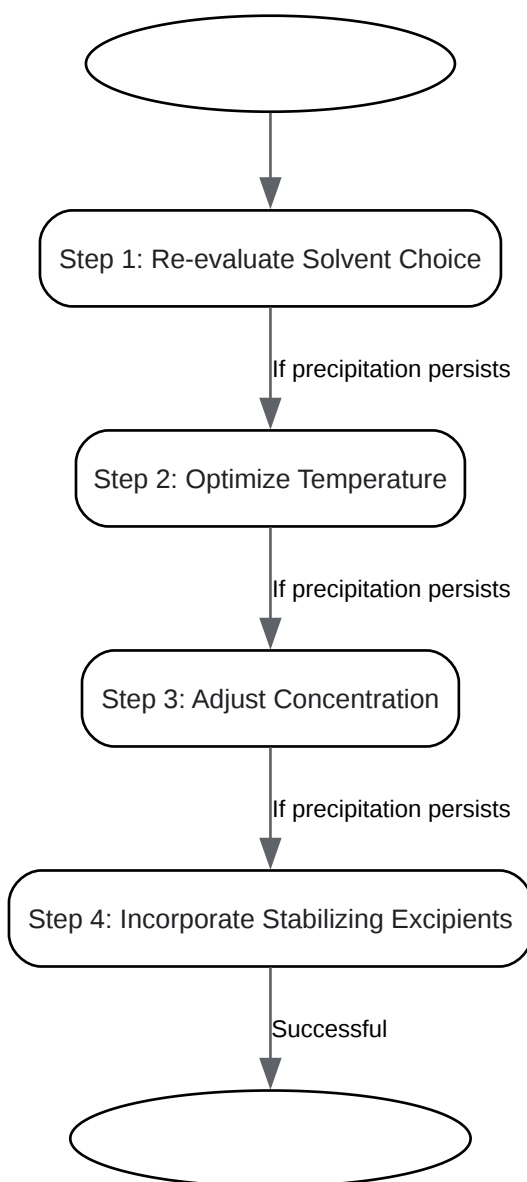 Step 1: Re-evaluate Solvent Choice
If precipitation persists
Step 2: Optimize Temperature
If precipitation persists
Step 3: Adjust Concentration
If precipitation persists
Step 4: Incorporate Stabilizing Excipients
Successful